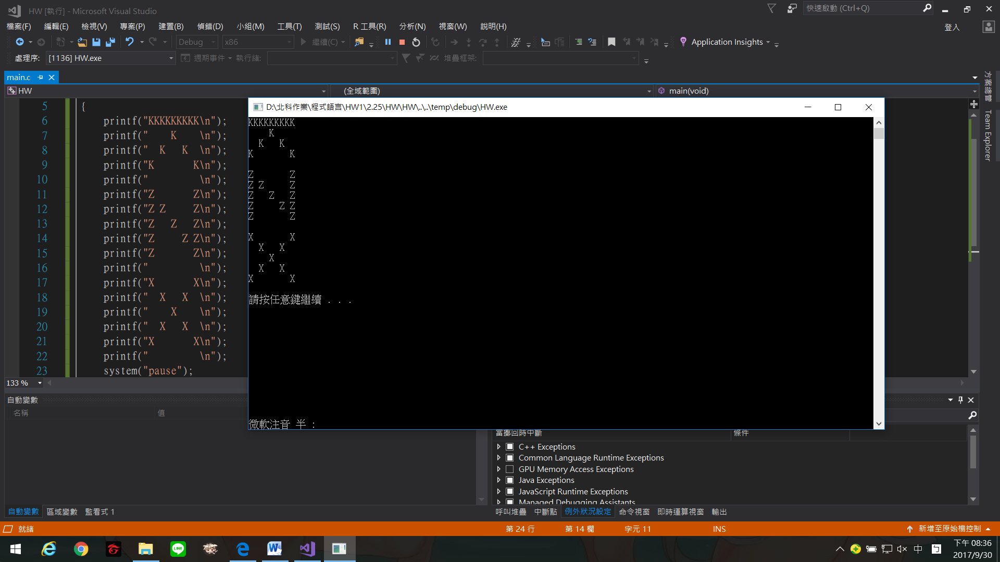 HW [執行] - Microsoft Visual Studio
快速啟動 (Ctrl+Q)
檔案(F) 編輯(E) 檢視(V) 專案(P) 建置(B) 偵錯(D) 小組(M) 工具(T) 測試(S) R 工具(R) 分析(N) 視窗(W) 說明(H)
登入
Debug x86 繼續(C) Application Insights
處理序: [1136] HW.exe 週期事件 執行緒: 堆疊框架:
main.c
HW (全域範圍) main(void)
5 {
6 printf("KKKKKKKKK\n");
7 printf("    K    \n");
8 printf("  K   K  \n");
9 printf("K       K\n");
10 printf("         \n");
11 printf("Z       Z\n");
12 printf("Z Z     Z\n");
13 printf("Z   Z   Z\n");
14 printf("Z     Z Z\n");
15 printf("Z       Z\n");
16 printf("         \n");
17 printf("X       X\n");
18 printf("  X   X  \n");
19 printf("    X    \n");
20 printf("  X   X  \n");
21 printf("X       X\n");
22 printf("         \n");
23 system("pause");
133 %
D:\北科作業\程式語言\HW1\2.25\HW\HW\..\..\temp\debug\HW.exe
KKKKKKKKK
    K
  K   K
K       K
Z       Z
Z Z     Z
Z   Z   Z
Z     Z Z
Z       Z
X       X
  X   X
    X
  X   X
X       X
請按任意鍵繼續 . . .
微軟注音 半 :
方案總管
Team Explorer
自動變數
名稱 值
當擲回時中斷 條件
C++ Exceptions
Common Language Runtime Exceptions
GPU Memory Access Exceptions
Java Exceptions
JavaScript Runtime Exceptions
Managed Debugging Assistants
自動變數 區域變數 監看式 1
呼叫堆疊 中斷點 例外狀況設定 命令視窗 即時運算視窗 輸出
就緒 第 24 行 第 14 欄 字元 11 INS 新增至原始檔控制
LINE
中
下午 08:36
2017/9/30